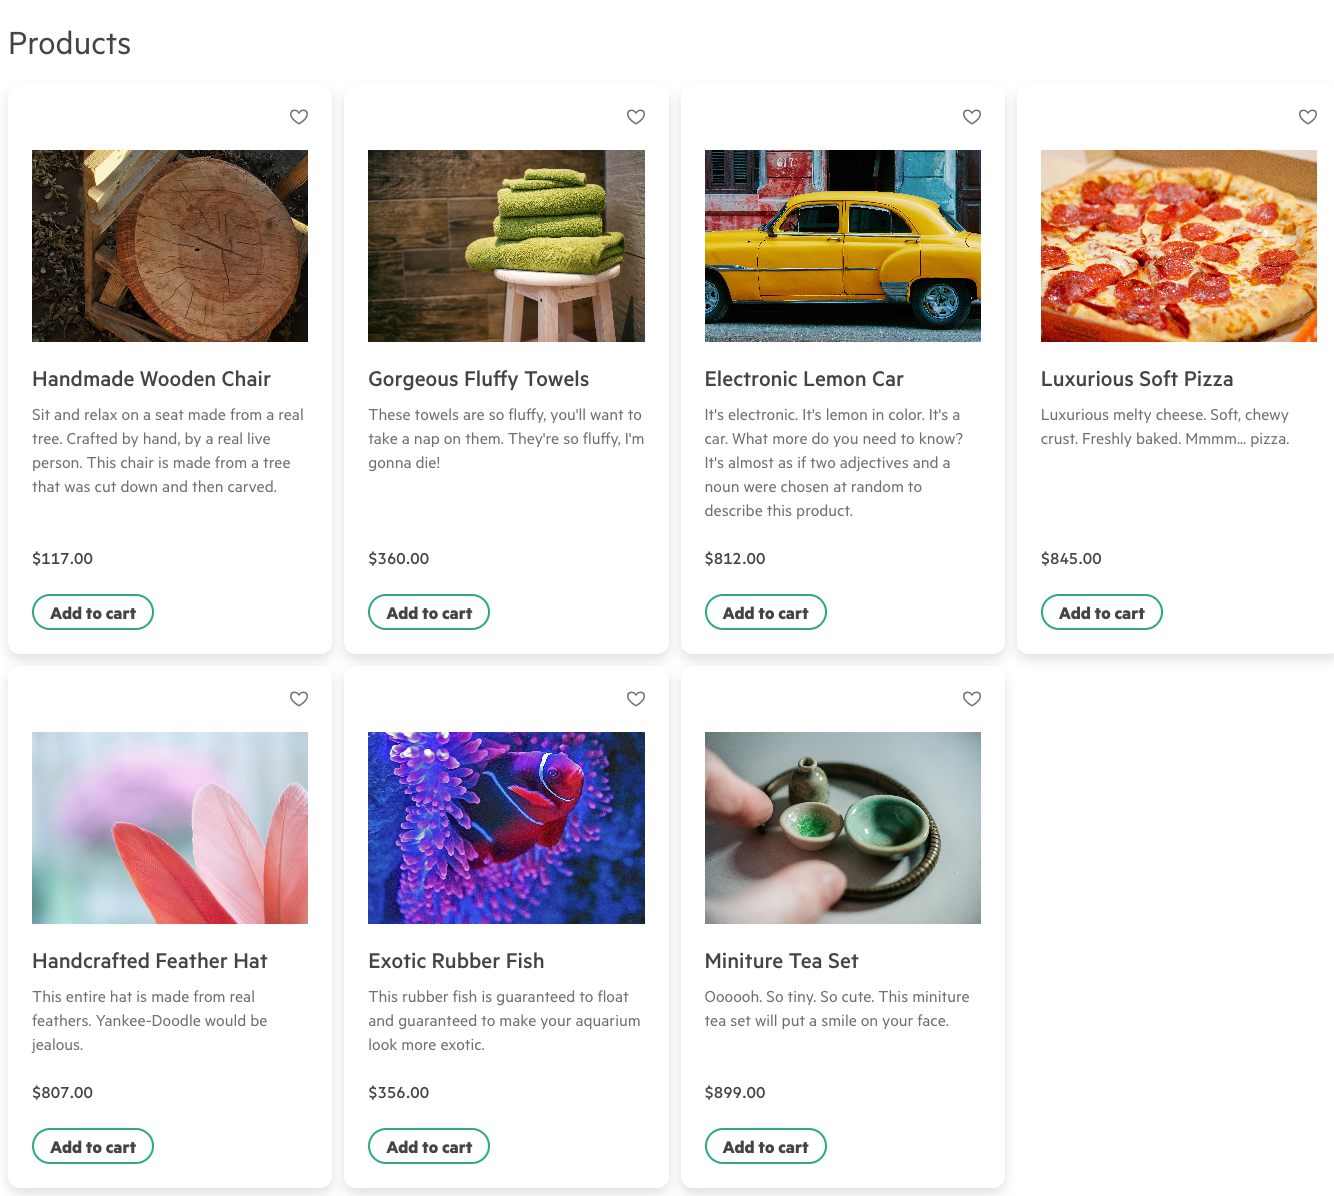 Products
Handmade Wooden Chair
Sit and relax on a seat made from a real
tree. Crafted by hand, by a real live
person. This chair is made from a tree
that was cut down and then carved.
$117.00
Add to cart
Gorgeous Fluffy Towels
These towels are so fluffy, you'll want to
take a nap on them. They're so fluffy, I'm
gonna die!
$360.00
Add to cart
617
Electronic Lemon Car
It's electronic. It's lemon in color. It's a
car. What more do you need to know?
It's almost as if two adjectives and a
noun were chosen at random to
describe this product.
$812.00
Add to cart
Luxurious Soft Pizza
Luxurious melty cheese. Soft, chewy
crust. Freshly baked. Mmmm... pizza.
$845.00
Add to cart
Handcrafted Feather Hat
This entire hat is made from real
feathers. Yankee-Doodle would be
jealous.
$807.00
Add to cart
Exotic Rubber Fish
This rubber fish is guaranteed to float
and guaranteed to make your aquarium
look more exotic.
$356.00
Add to cart
Miniture Tea Set
Oooooh. So tiny. So cute. This miniture
tea set will put a smile on your face.
$899.00
Add to cart